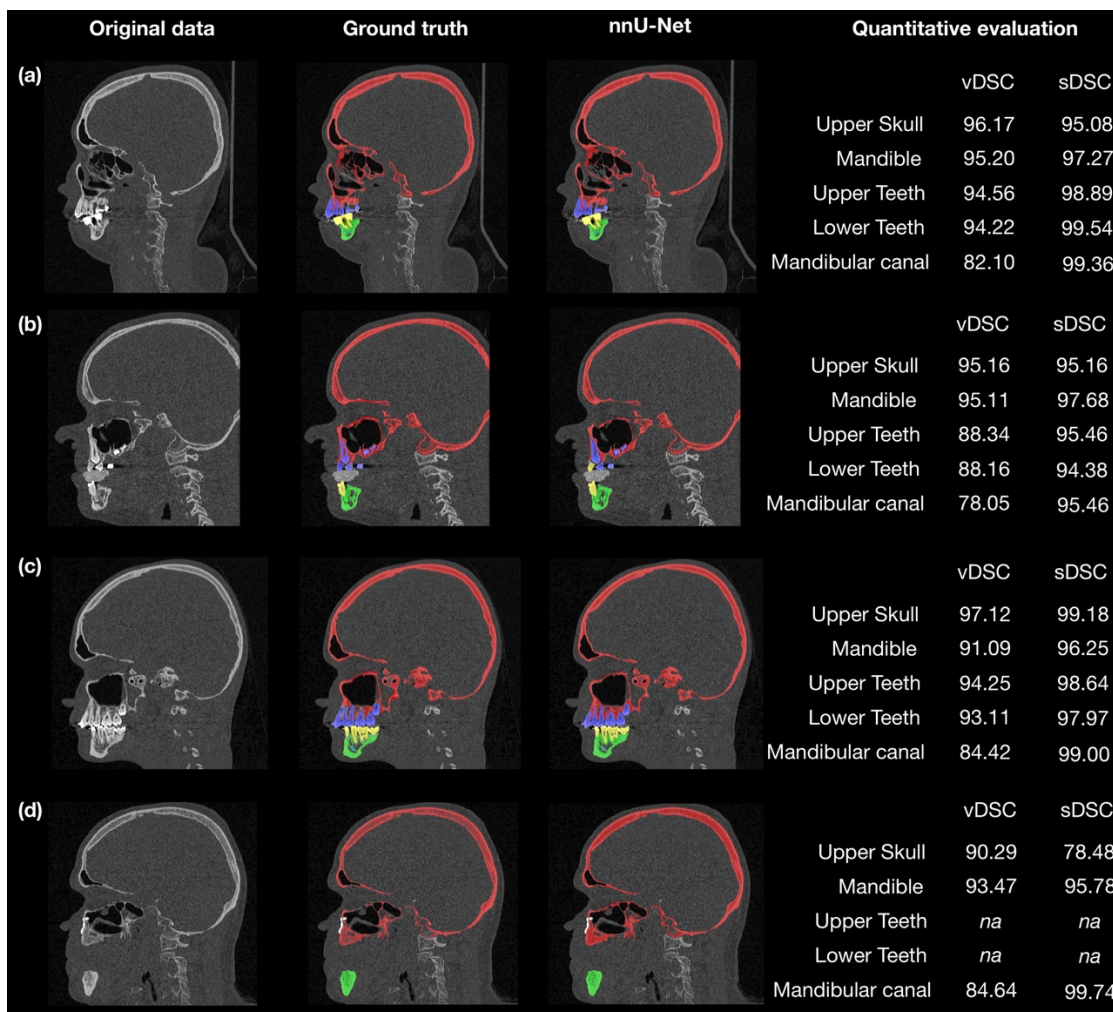 Original data Ground truth nnU-Net Quantitative evaluation
(a)
vDSC sDSC
Upper Skull 96.17 95.08
Mandible 95.20 97.27
Upper Teeth 94.56 98.89
Lower Teeth 94.22 99.54
Mandibular canal 82.10 99.36
(b)
vDSC sDSC
Upper Skull 95.16 95.16
Mandible 95.11 97.68
Upper Teeth 88.34 95.46
Lower Teeth 88.16 94.38
Mandibular canal 78.05 95.46
(c)
vDSC sDSC
Upper Skull 97.12 99.18
Mandible 91.09 96.25
Upper Teeth 94.25 98.64
Lower Teeth 93.11 97.97
Mandibular canal 84.42 99.00
(d)
vDSC sDSC
Upper Skull 90.29 78.48
Mandible 93.47 95.78
Upper Teeth na na
Lower Teeth na na
Mandibular canal 84.64 99.74